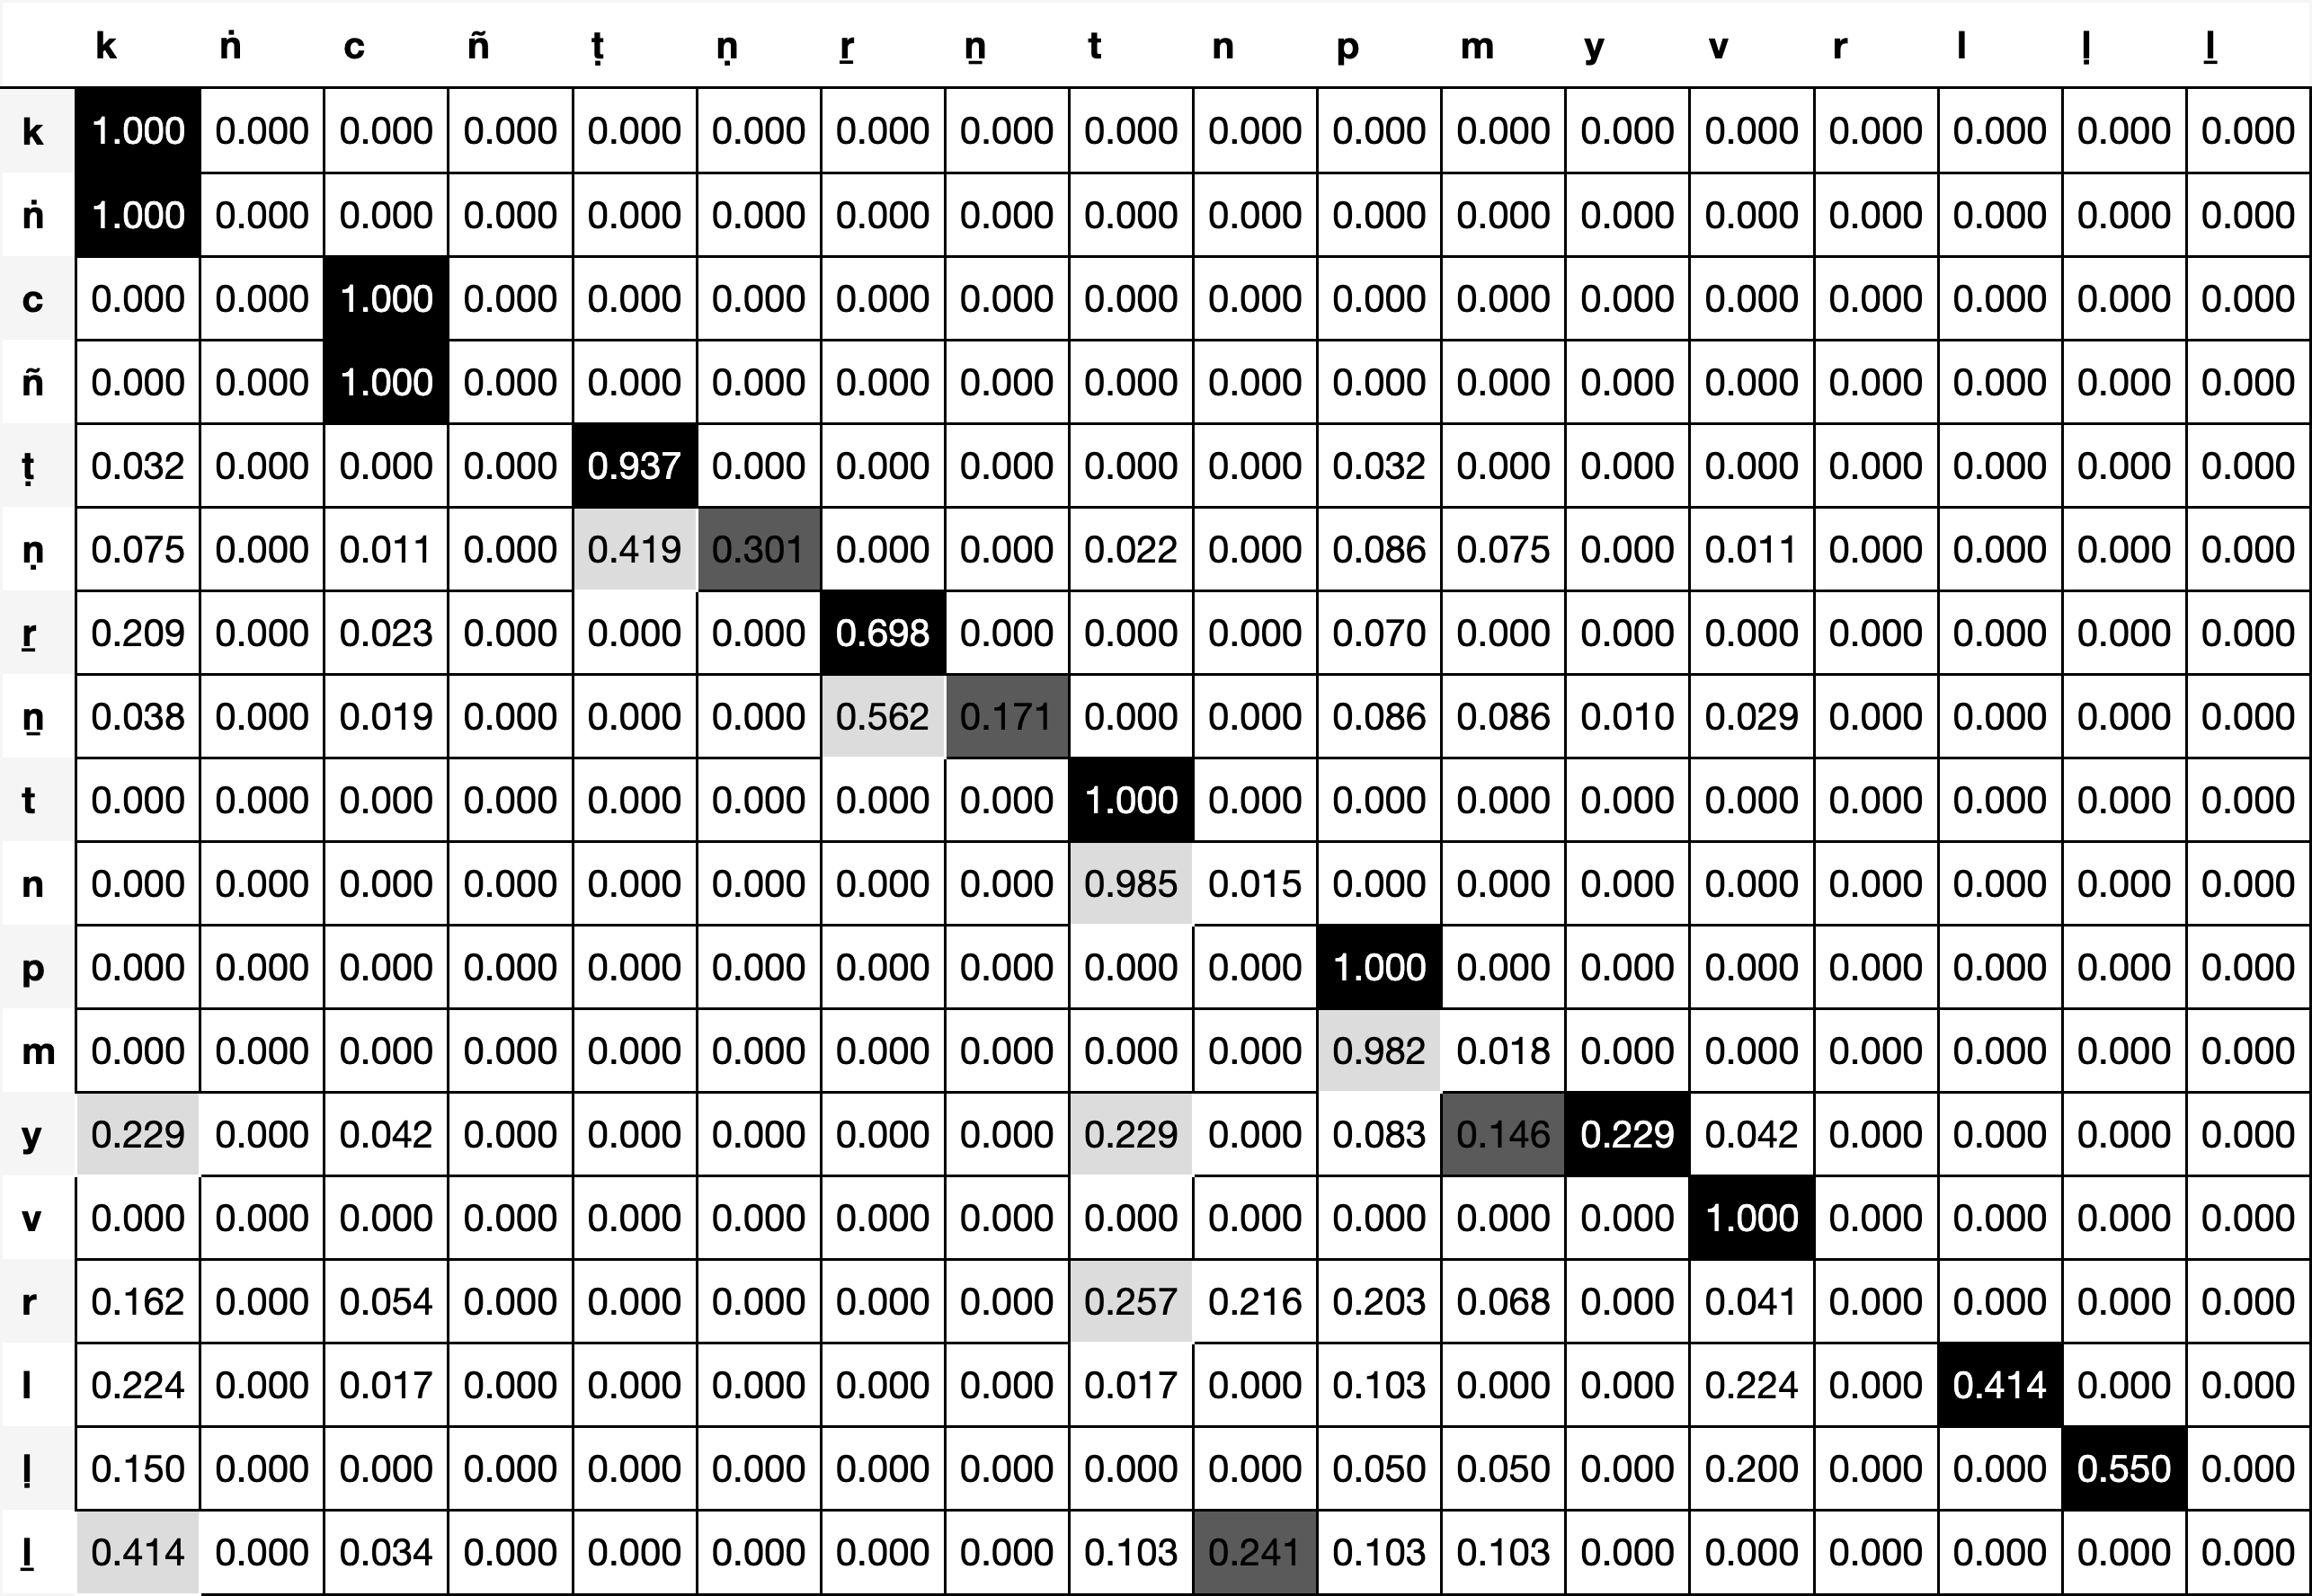 k ṅ c ñ ṭ ṇ ṟ ṉ t n p m y v r l ḷ ḻ
k 1.000 0.000 0.000 0.000 0.000 0.000 0.000 0.000 0.000 0.000 0.000 0.000 0.000 0.000 0.000 0.000 0.000 0.000
ṅ 1.000 0.000 0.000 0.000 0.000 0.000 0.000 0.000 0.000 0.000 0.000 0.000 0.000 0.000 0.000 0.000 0.000 0.000
c 0.000 0.000 1.000 0.000 0.000 0.000 0.000 0.000 0.000 0.000 0.000 0.000 0.000 0.000 0.000 0.000 0.000 0.000
ñ 0.000 0.000 1.000 0.000 0.000 0.000 0.000 0.000 0.000 0.000 0.000 0.000 0.000 0.000 0.000 0.000 0.000 0.000
ṭ 0.032 0.000 0.000 0.000 0.937 0.000 0.000 0.000 0.000 0.000 0.032 0.000 0.000 0.000 0.000 0.000 0.000 0.000
ṇ 0.075 0.000 0.011 0.000 0.419 0.301 0.000 0.000 0.022 0.000 0.086 0.075 0.000 0.011 0.000 0.000 0.000 0.000
ṟ 0.209 0.000 0.023 0.000 0.000 0.000 0.698 0.000 0.000 0.000 0.070 0.000 0.000 0.000 0.000 0.000 0.000 0.000
ṉ 0.038 0.000 0.019 0.000 0.000 0.000 0.562 0.171 0.000 0.000 0.086 0.086 0.010 0.029 0.000 0.000 0.000 0.000
t 0.000 0.000 0.000 0.000 0.000 0.000 0.000 0.000 1.000 0.000 0.000 0.000 0.000 0.000 0.000 0.000 0.000 0.000
n 0.000 0.000 0.000 0.000 0.000 0.000 0.000 0.000 0.985 0.015 0.000 0.000 0.000 0.000 0.000 0.000 0.000 0.000
p 0.000 0.000 0.000 0.000 0.000 0.000 0.000 0.000 0.000 0.000 1.000 0.000 0.000 0.000 0.000 0.000 0.000 0.000
m 0.000 0.000 0.000 0.000 0.000 0.000 0.000 0.000 0.000 0.000 0.982 0.018 0.000 0.000 0.000 0.000 0.000 0.000
y 0.229 0.000 0.042 0.000 0.000 0.000 0.000 0.000 0.229 0.000 0.083 0.146 0.229 0.042 0.000 0.000 0.000 0.000
v 0.000 0.000 0.000 0.000 0.000 0.000 0.000 0.000 0.000 0.000 0.000 0.000 0.000 1.000 0.000 0.000 0.000 0.000
r 0.162 0.000 0.054 0.000 0.000 0.000 0.000 0.000 0.257 0.216 0.203 0.068 0.000 0.041 0.000 0.000 0.000 0.000
l 0.224 0.000 0.017 0.000 0.000 0.000 0.000 0.000 0.017 0.000 0.103 0.000 0.000 0.224 0.000 0.414 0.000 0.000
ḷ 0.150 0.000 0.000 0.000 0.000 0.000 0.000 0.000 0.000 0.000 0.050 0.050 0.000 0.200 0.000 0.000 0.550 0.000
ḻ 0.414 0.000 0.034 0.000 0.000 0.000 0.000 0.000 0.103 0.241 0.103 0.103 0.000 0.000 0.000 0.000 0.000 0.000